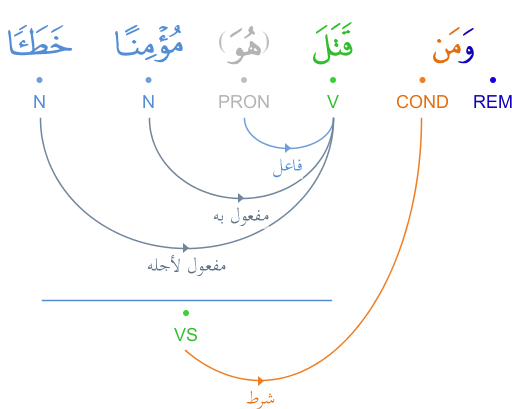 وَمَن قَتَلَ (هُوَ) مُؤْمِنًا خَطَـًٔا
REM COND V PRON N N
فاعل
مفعول به
مفعول لأجله
VS
شرط